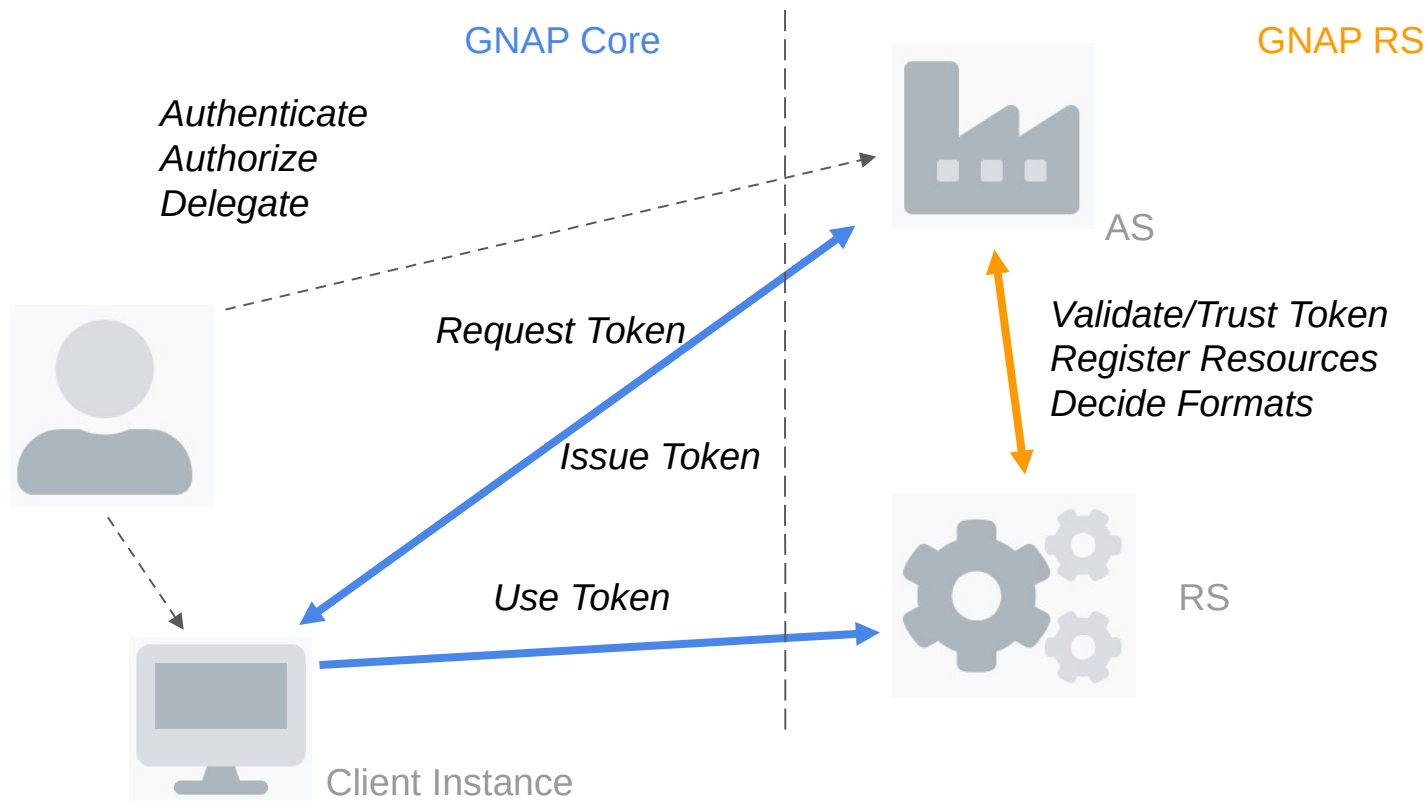 GNAP Core
GNAP RS
Authenticate
Authorize
Delegate
AS
Request Token
Validate/Trust Token
Register Resources
Decide Formats
Issue Token
Use Token
RS
Client Instance